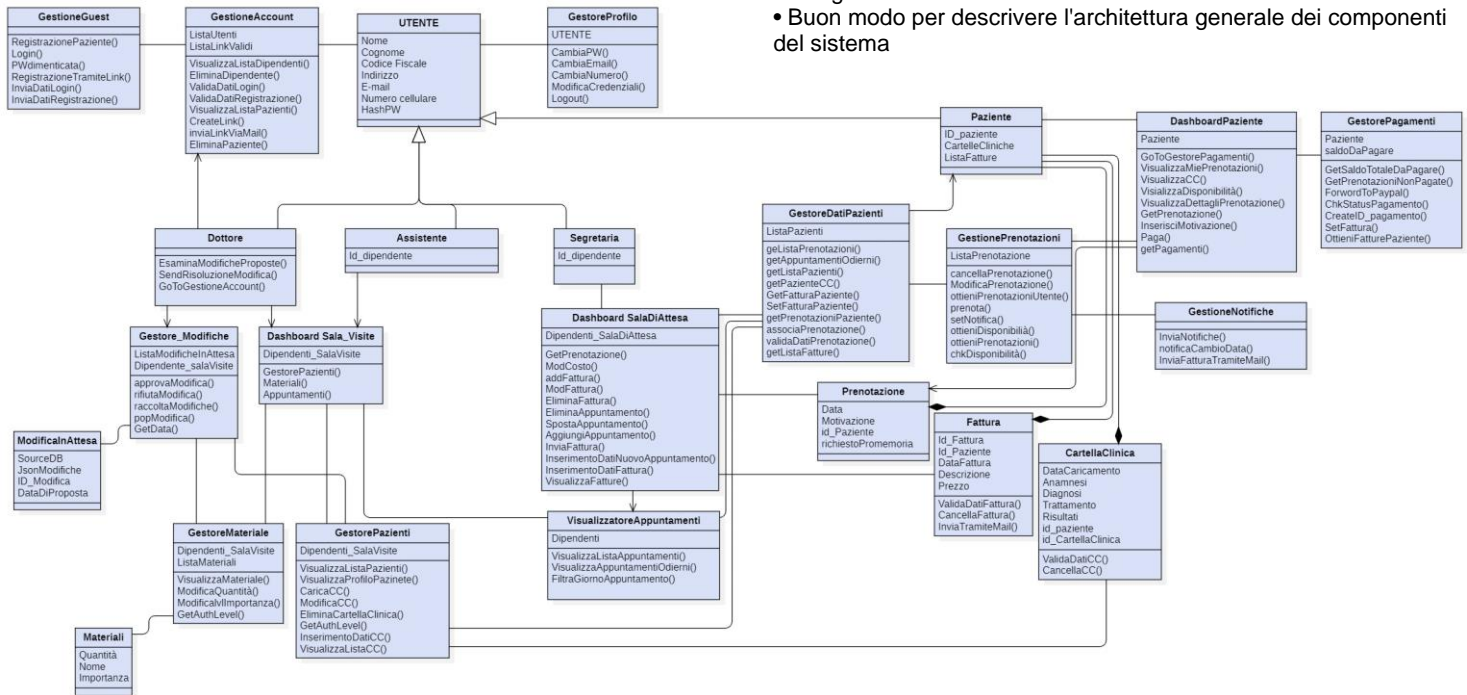 • Buon modo per descrivere l'architettura generale dei componenti
del sistema
GestioneGuest
RegistrazionePaziente()
Login()
PWdimenticata()
RegistrazioneTramiteLink()
InviaDatiLogin()
InviaDatiRegistrazione()
GestioneAccount
ListaUtenti
ListaLinkValidi
VisualizzaListaDipendenti()
EliminaDipendente()
ValidaDatiLogin()
ValidaDatiRegistrazione()
VisualizzaListaPazienti()
CreateLink()
inviaLinkViaMail()
EliminaPaziente()
UTENTE
Nome
Cognome
Codice Fiscale
Indirizzo
E-mail
Numero cellulare
HashPW
GestoreProfilo
UTENTE
CambiaPW()
CambiaEmail()
CambiaNumero()
ModificaCredenziali()
Logout()
Paziente
ID_paziente
CartelleCliniche
ListaFatture
DashboardPaziente
Paziente
GoToGestorePagamenti()
VisualizzaMiePrenotazioni()
VisualizzaCC()
VisializzaDisponibilità()
VisualizzaDettagliPrenotazione()
GetPrenotazione()
InserisciMotivazione()
Paga()
getPagamenti()
GestorePagamenti
Paziente
saldoDaPagare
GetSaldoTotaleDaPagare()
GetPrenotazioniNonPagate()
ForwordToPaypal()
ChkStatusPagamento()
CreateID_pagamento()
SetFattura()
OttieniFatturePaziente()
Dottore
EsaminaModificheProposte()
SendRisoluzioneModifica()
GoToGestioneAccount()
Assistente
Id_dipendente
Segretaria
Id_dipendente
GestoreDatiPazienti
ListaPazienti
geListaPrenotazioni()
getAppuntamentiOdierni()
getListaPazienti()
getPazienteCC()
GetFatturaPaziente()
SetFatturaPaziente()
getPrenotazioniPaziente()
associaPrenotazione()
validaDatiPrenotazione()
getListaFatture()
GestionePrenotazioni
ListaPrenotazione
cancellaPrenotazione()
ModificaPrenotazione()
ottieniPrenotazioniUtente()
prenota()
setNotifica()
ottieniDisponibilià()
ottieniPrenotazioni()
chkDisponibilità()
GestioneNotifiche
InviaNotifiche()
notificaCambioData()
InviaFatturaTramiteMail()
Gestore_Modifiche
ListaModificheInAttesa
Dipendente_salaVisite
approvaModifica()
rifiutaModifica()
raccoltaModifiche()
popModifica()
GetData()
Dashboard Sala_Visite
Dipendenti_SalaVisite
GestorePazienti()
Materiali()
Appuntamenti()
Dashboard SalaDiAttesa
Dipendenti_SalaDiAttesa
GetPrenotazione()
ModCosto()
addFattura()
ModFattura()
EliminaFattura()
EliminaAppuntamento()
SpostaAppuntamento()
AggiungiAppuntamento()
InviaFattura()
InserimentoDatiNuovoAppuntamento()
InserimentoDatiFattura()
VisualizzaFatture()
Prenotazione
Data
Motivazione
id_Paziente
richiestoPromemoria
Fattura
Id_Fattura
Id_Paziente
DataFattura
Descrizione
Prezzo
ValidaDatiFattura()
CancellaFattura()
InviaTramiteMail()
CartellaClinica
DataCaricamento
Anamnesi
Diagnosi
Trattamento
Risultati
id_paziente
id_CartellaClinica
ValidaDatiCC()
CancellaCC()
ModificaInAttesa
SourceDB
JsonModifiche
ID_Modifica
DataDiProposta
GestoreMateriale
Dipendenti_SalaVisite
ListaMateriali
VisualizzaMateriale()
ModificaQuantità()
ModificalvlImportanza()
GetAuthLevel()
GestorePazienti
Dipendenti_SalaVisite
VisualizzaListaPazienti()
VisualizzaProfiloPazinete()
CaricaCC()
ModificaCC()
EliminaCartellaClinica()
GetAuthLevel()
InserimentoDatiCC()
VisualizzaListaCC()
VisualizzatoreAppuntamenti
Dipendenti
VisualizzaListaAppuntamenti()
VisualizzaAppuntamentiOdierni()
FiltraGiornoAppuntamento()
Materiali
Quantità
Nome
Importanza